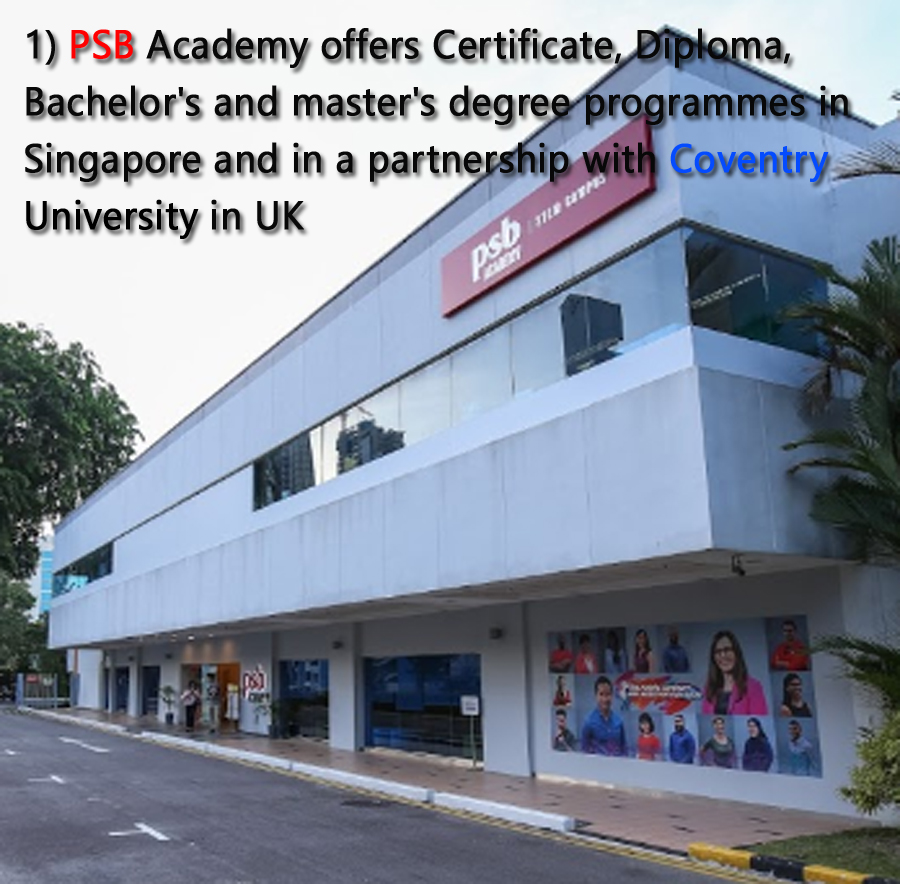 1) PSB Academy offers Certificate, Diploma,
Bachelor's and master's degree programmes in
Singapore and in a partnership with Coventry
University in UK
psb
ACADEMY
STEM CAMPUS
psb